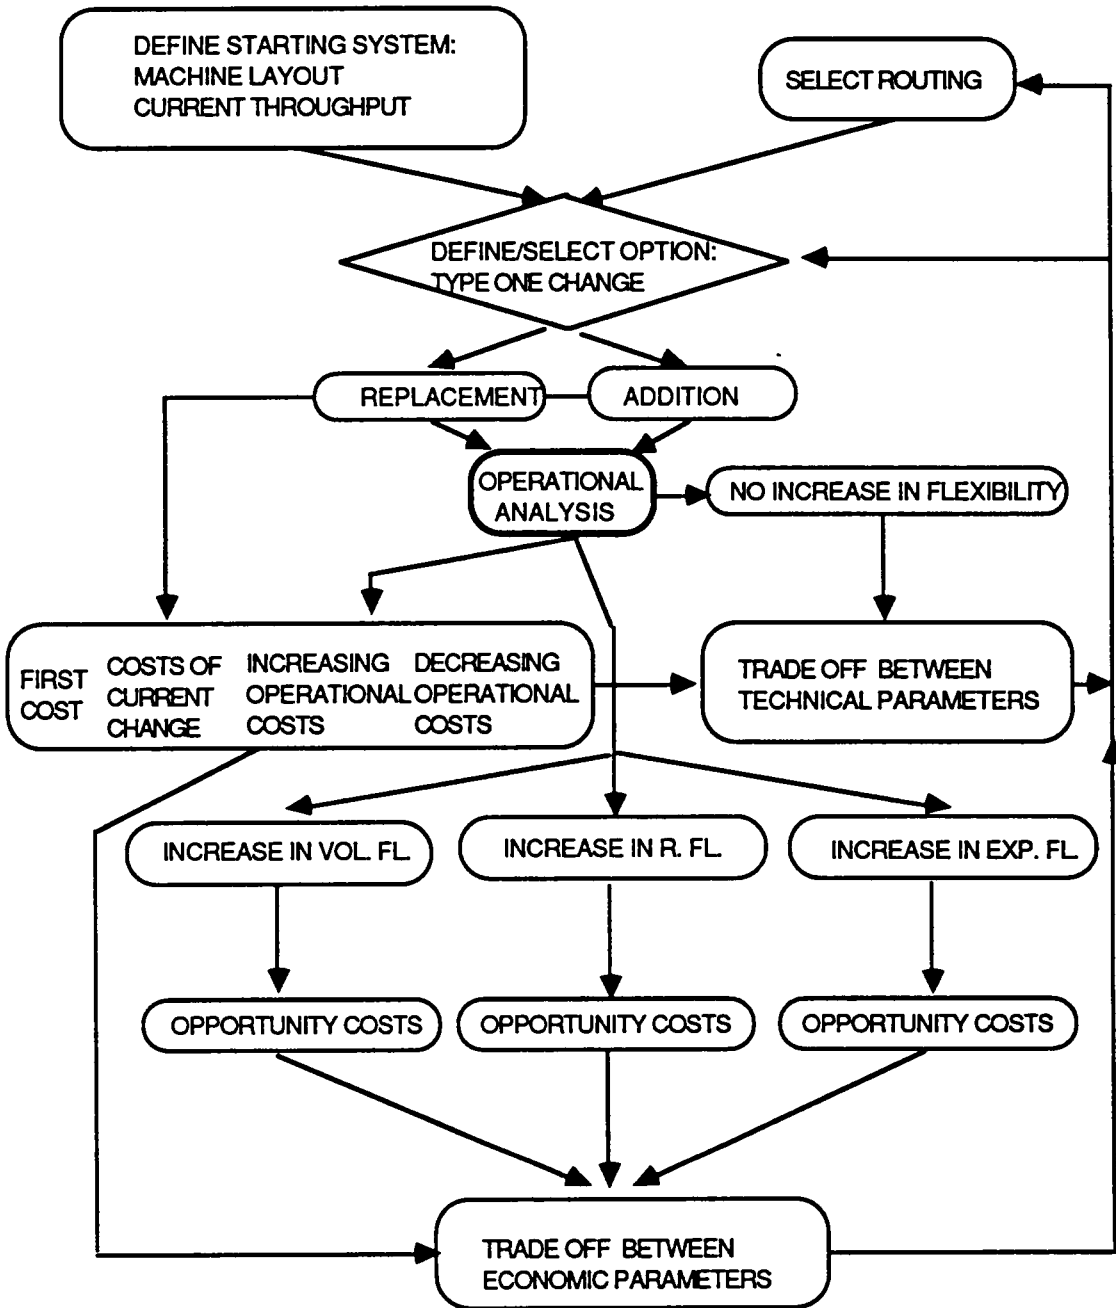 DEFINE STARTING SYSTEM:
MACHINE LAYOUT
CURRENT THROUGHPUT
SELECT ROUTING
DEFINE/SELECT OPTION:
TYPE ONE CHANGE
REPLACEMENT
ADDITION
OPERATIONAL
ANALYSIS
NO INCREASE IN FLEXIBILITY
FIRST
COST
COSTS OF
CURRENT
CHANGE
INCREASING
OPERATIONAL
COSTS
DECREASING
OPERATIONAL
COSTS
TRADE OFF BETWEEN
TECHNICAL PARAMETERS
INCREASE IN VOL. FL.
INCREASE IN R. FL.
INCREASE IN EXP. FL.
OPPORTUNITY COSTS
OPPORTUNITY COSTS
OPPORTUNITY COSTS
TRADE OFF BETWEEN
ECONOMIC PARAMETERS